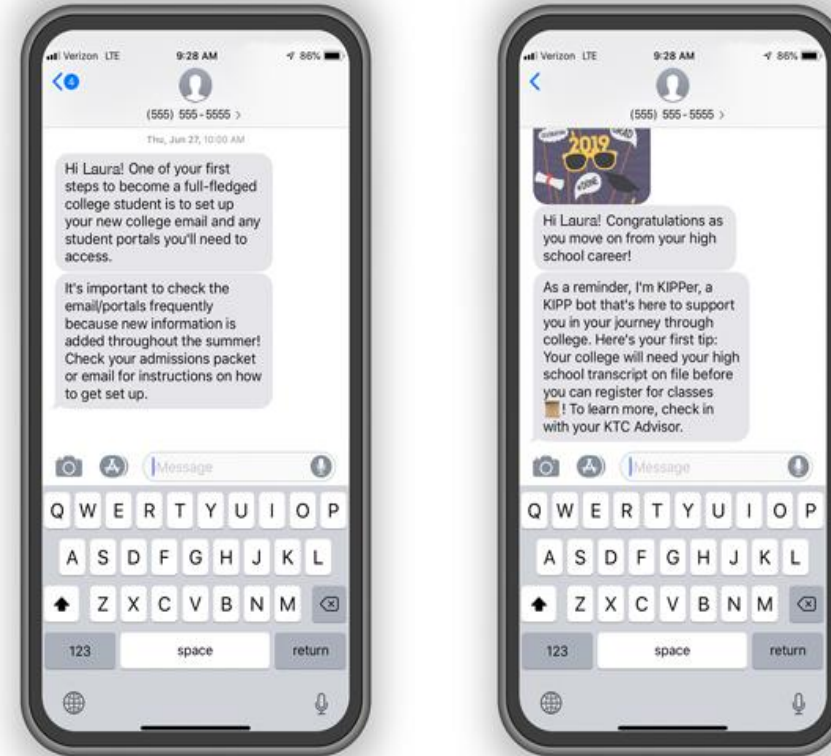 Verizon LTE
9:28 AM
86%
4
(555) 555-5555 >
Thu, Jun 27, 10:00 AM
Hi Laura! One of your first
steps to become a full-fledged
college student is to set up
your new college email and any
student portals you'll need to
access.
It's important to check the
email/portals frequently
because new information is
added throughout the summer!
Check your admissions packet
or email for instructions on how
to get set up.
Message
Q W E R T Y U I O P
A S D F G H J K L
Z X C V B N M
123 space return
Verizon LTE
9:28 AM
86%
(555) 555-5555 >
GRAD
2019
#DONE
Hi Laura! Congratulations as
you move on from your high
school career!
As a reminder, I'm KIPPer, a
KIPP bot that's here to support
you in your journey through
college. Here's your first tip:
Your college will need your high
school transcript on file before
you can register for classes
! To learn more, check in
with your KTC Advisor.
Message
Q W E R T Y U I O P
A S D F G H J K L
Z X C V B N M
123 space return